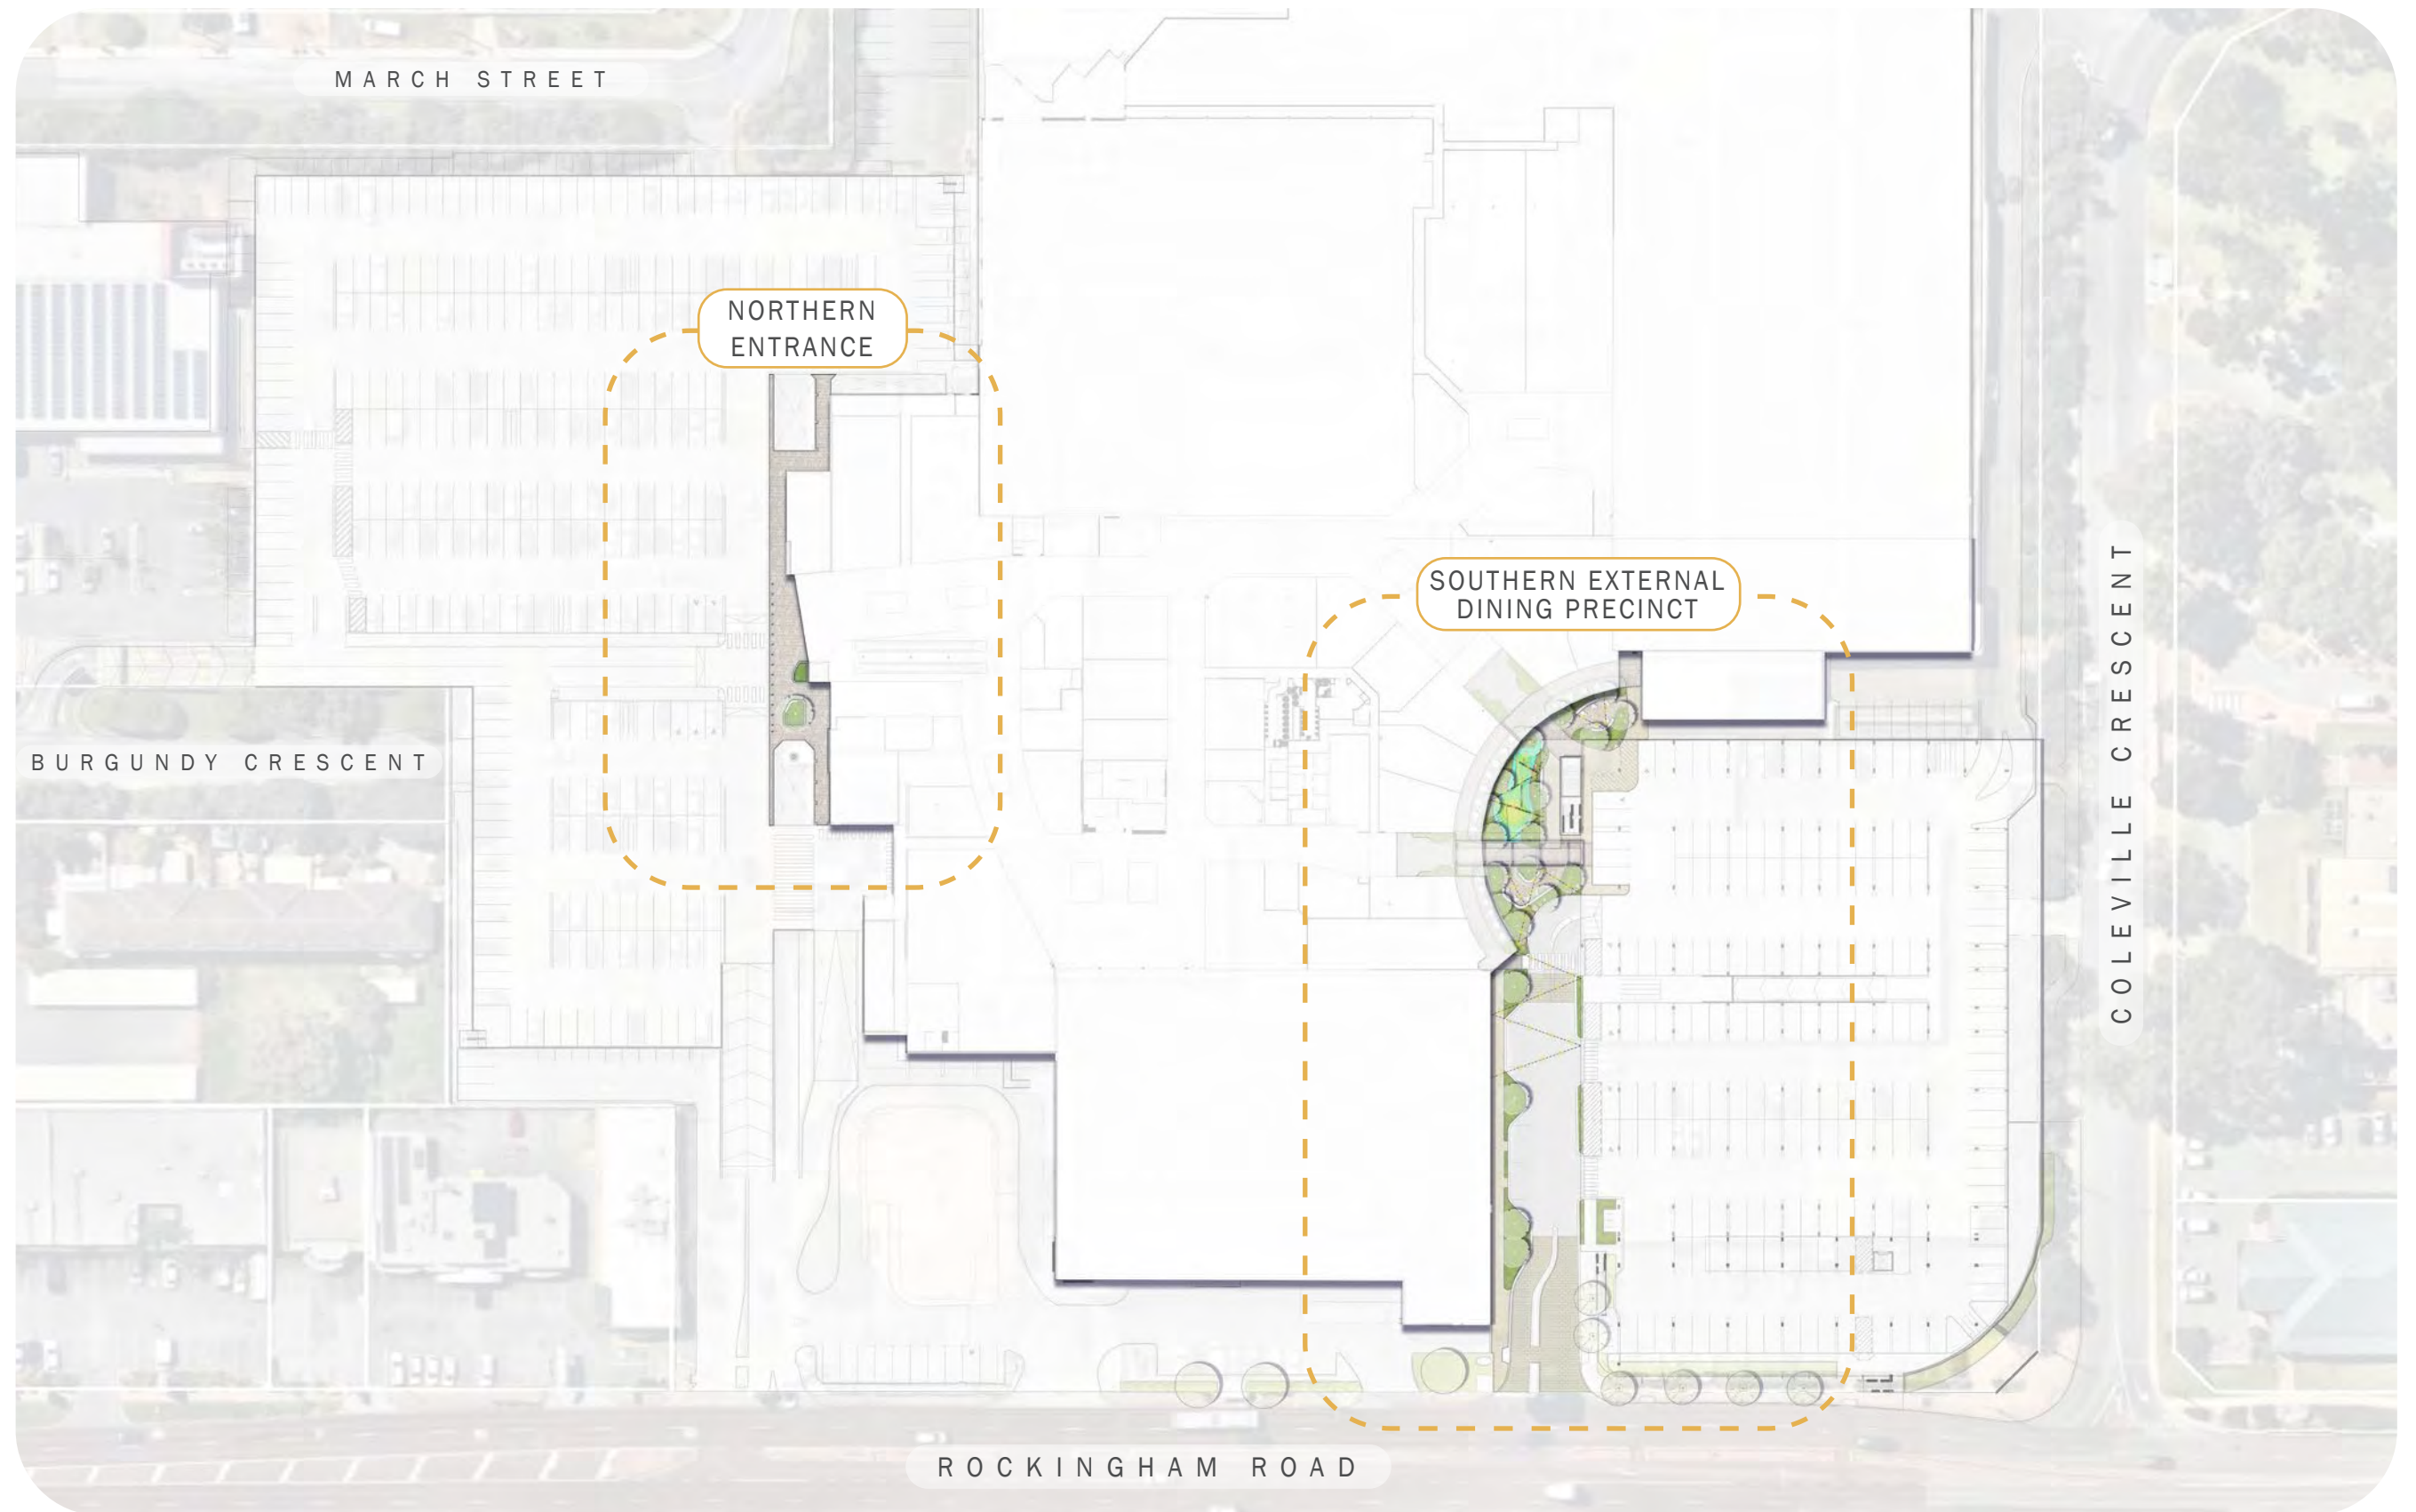 MARCH STREET
NORTHERN
ENTRANCE
SOUTHERN EXTERNAL
DINING PRECINCT
BURGUNDY CRESCENT
COLEVILLE CRESCENT
ROCKINGHAM ROAD